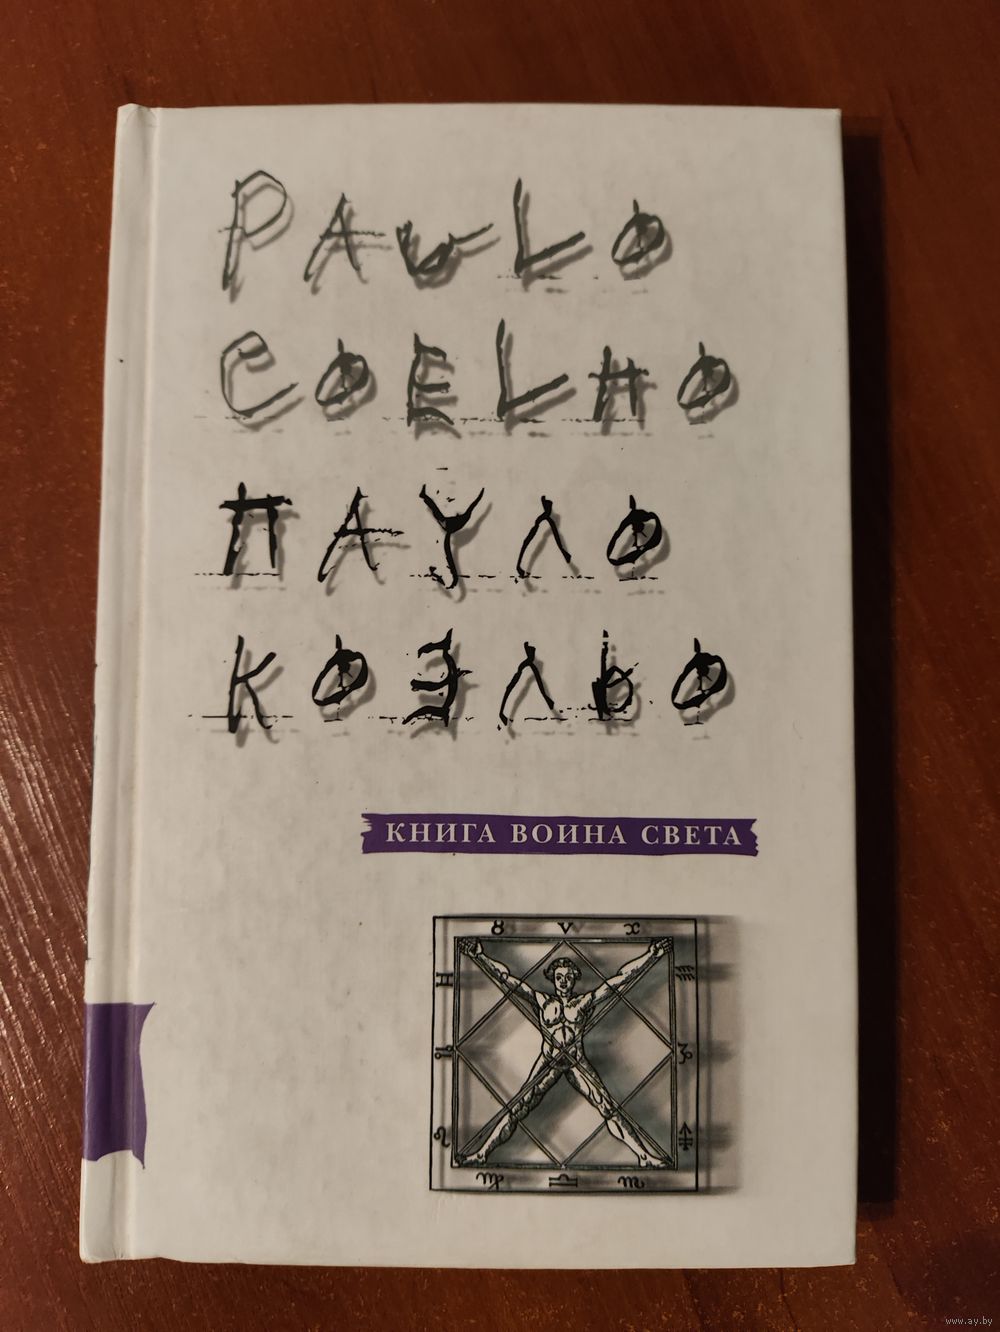 PAULO
COELHO
ПАУЛО
КОЭЛЬО
КНИГА ВОИНА СВЕТА
www.ay.by